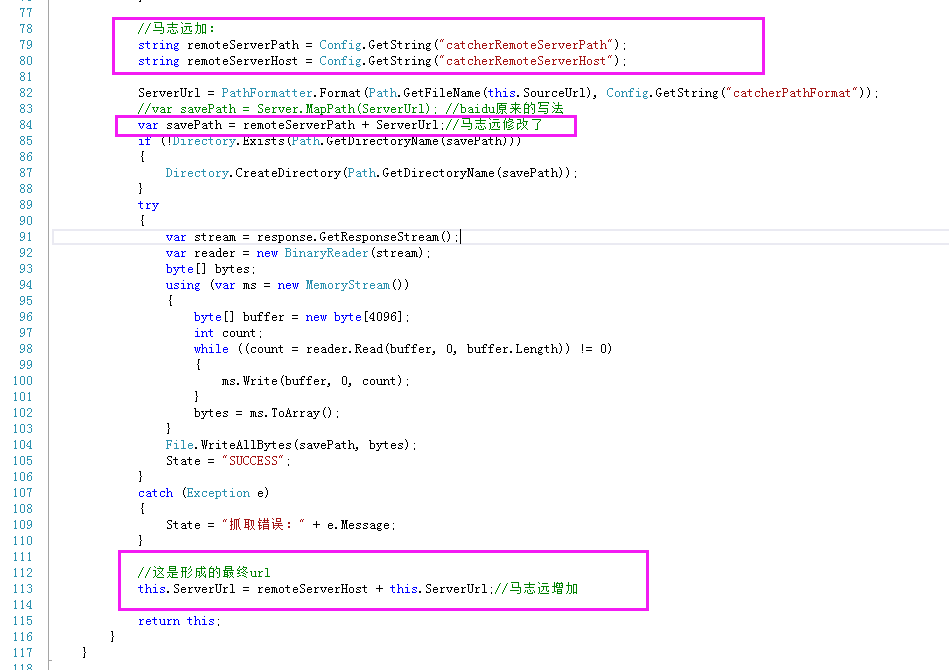 77
78 //马志远加:
79 string remoteServerPath = Config.GetString("catcherRemoteServerPath");
80 string remoteServerHost = Config.GetString("catcherRemoteServerHost");
81
82 ServerUrl = PathFormatter.Format(Path.GetFileName(this.SourceUrl), Config.GetString("catcherPathFormat"));
83 //var savePath = Server.MapPath(ServerUrl); //baidu原来的写法
84 var savePath = remoteServerPath + ServerUrl;//马志远修改了
85 if (!Directory.Exists(Path.GetDirectoryName(savePath)))
86 {
87 Directory.CreateDirectory(Path.GetDirectoryName(savePath));
88 }
89 try
90 {
91 var stream = response.GetResponseStream();
92 var reader = new BinaryReader(stream);
93 byte[] bytes;
94 using (var ms = new MemoryStream())
95 {
96 byte[] buffer = new byte[4096];
97 int count;
98 while ((count = reader.Read(buffer, 0, buffer.Length)) != 0)
99 {
100 ms.Write(buffer, 0, count);
101 }
102 bytes = ms.ToArray();
103 }
104 File.WriteAllBytes(savePath, bytes);
105 State = "SUCCESS";
106 }
107 catch (Exception e)
108 {
109 State = "抓取错误:" + e.Message;
110 }
111
112 //这是形成的最终url
113 this.ServerUrl = remoteServerHost + this.ServerUrl;//马志远增加
114
115 return this;
116 }
117 }
118